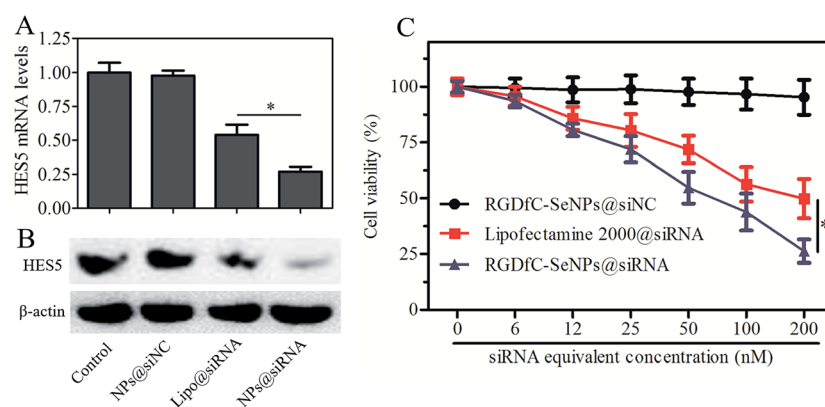 A
HES5 mRNA levels
1.25
1.00
0.75
0.50
0.25
0.00
*
B
HES5
β-actin
Control
NPs@siNC
Lipo@siRNA
NPs@siRNA
C
Cell viability (%)
100
75
50
25
0
RGDfC-SeNPs@siNC
Lipofectamine 2000@siRNA
RGDfC-SeNPs@siRNA
*
0 6 12 25 50 100 200
siRNA equivalent concentration (nM)